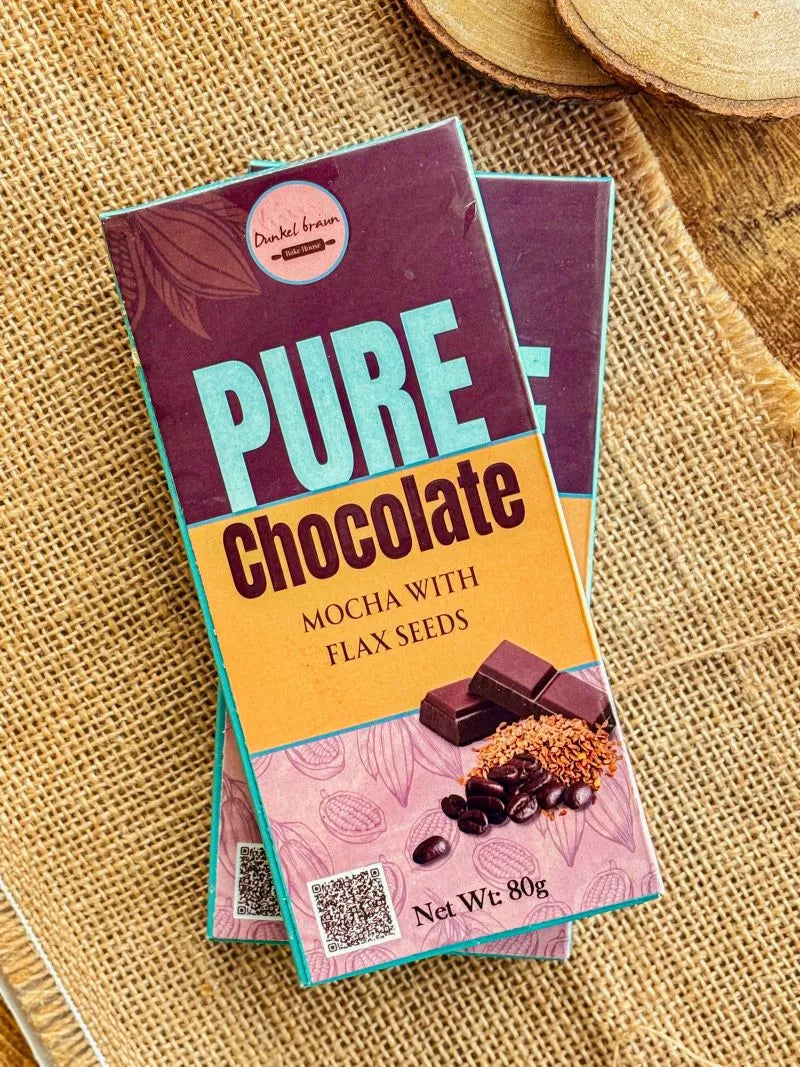 Dunkel braun
Bake House
PURE
Chocolate
MOCHA WITH
FLAX SEEDS
Net Wt: 80g
E